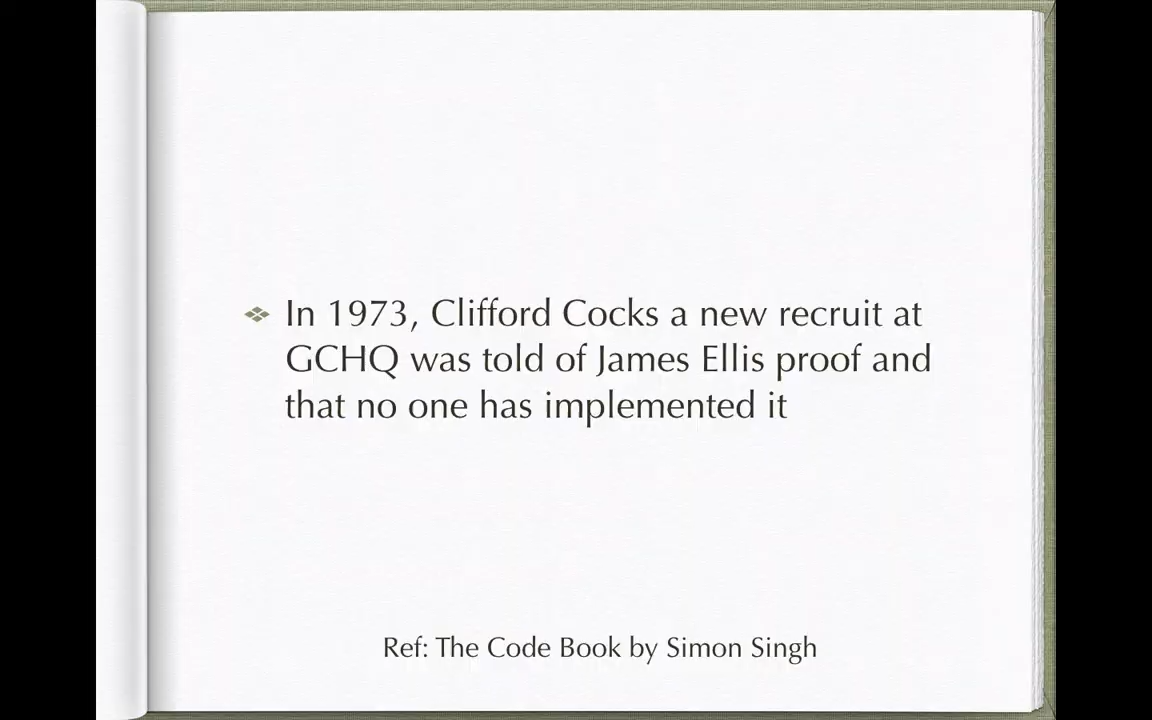 In 1973, Clifford Cocks a new recruit at
GCHQ was told of James Ellis proof and
that no one has implemented it
Ref: The Code Book by Simon Singh